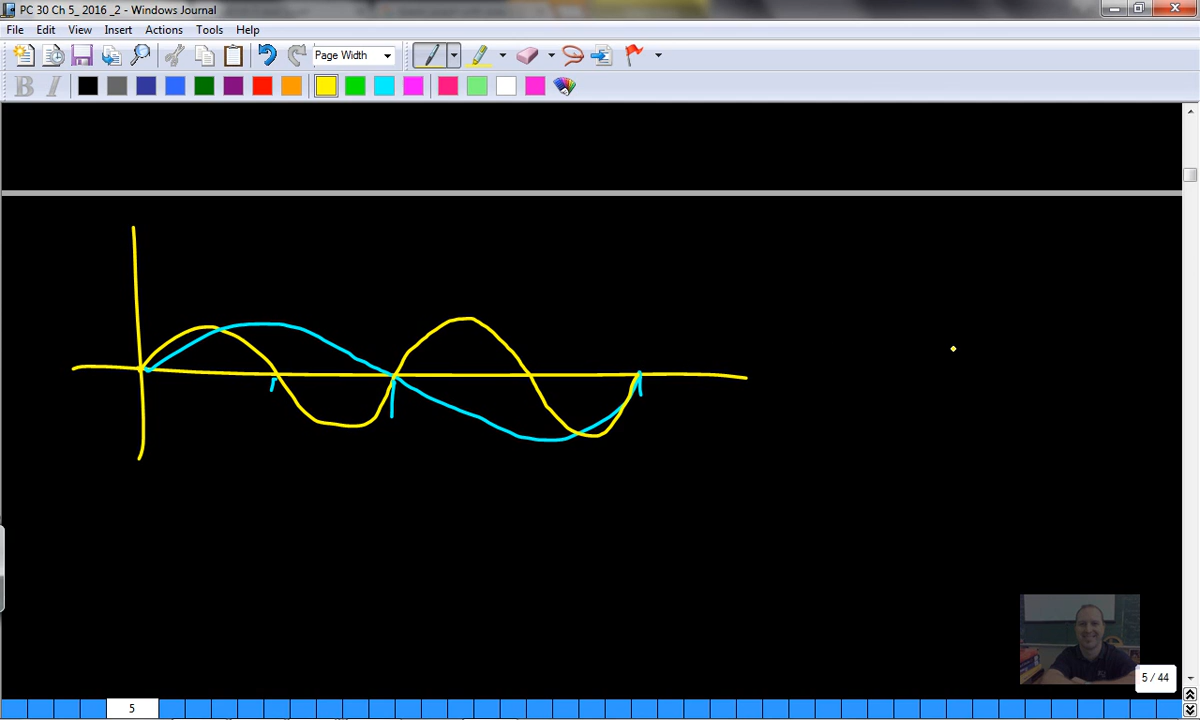 PC 30 Ch 5_ 2016 _2 - Windows Journal
File Edit View Insert Actions Tools Help
Page Width
B I
5 / 44
5